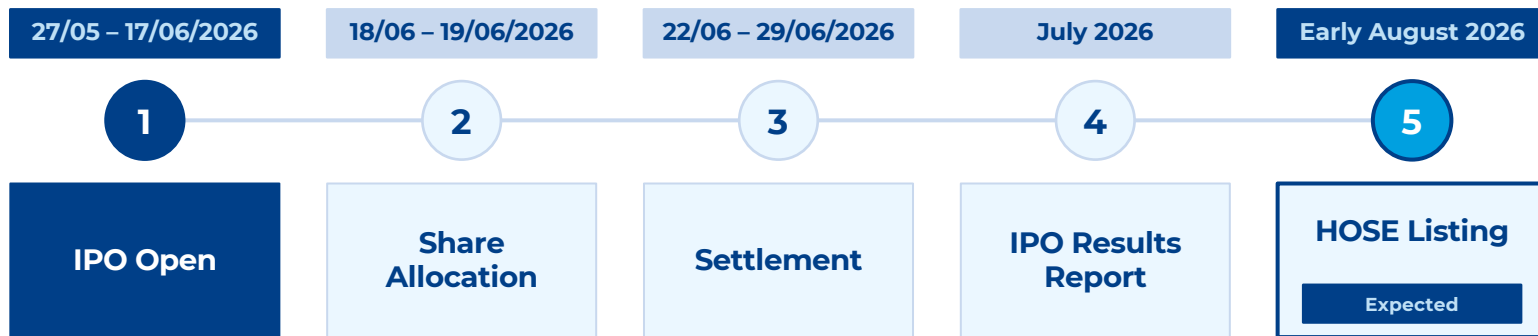 27/05 – 17/06/2026
18/06 – 19/06/2026
22/06 – 29/06/2026
July 2026
Early August 2026
1
2
3
4
5
IPO Open
Share
Allocation
Settlement
IPO Results
Report
HOSE Listing
Expected